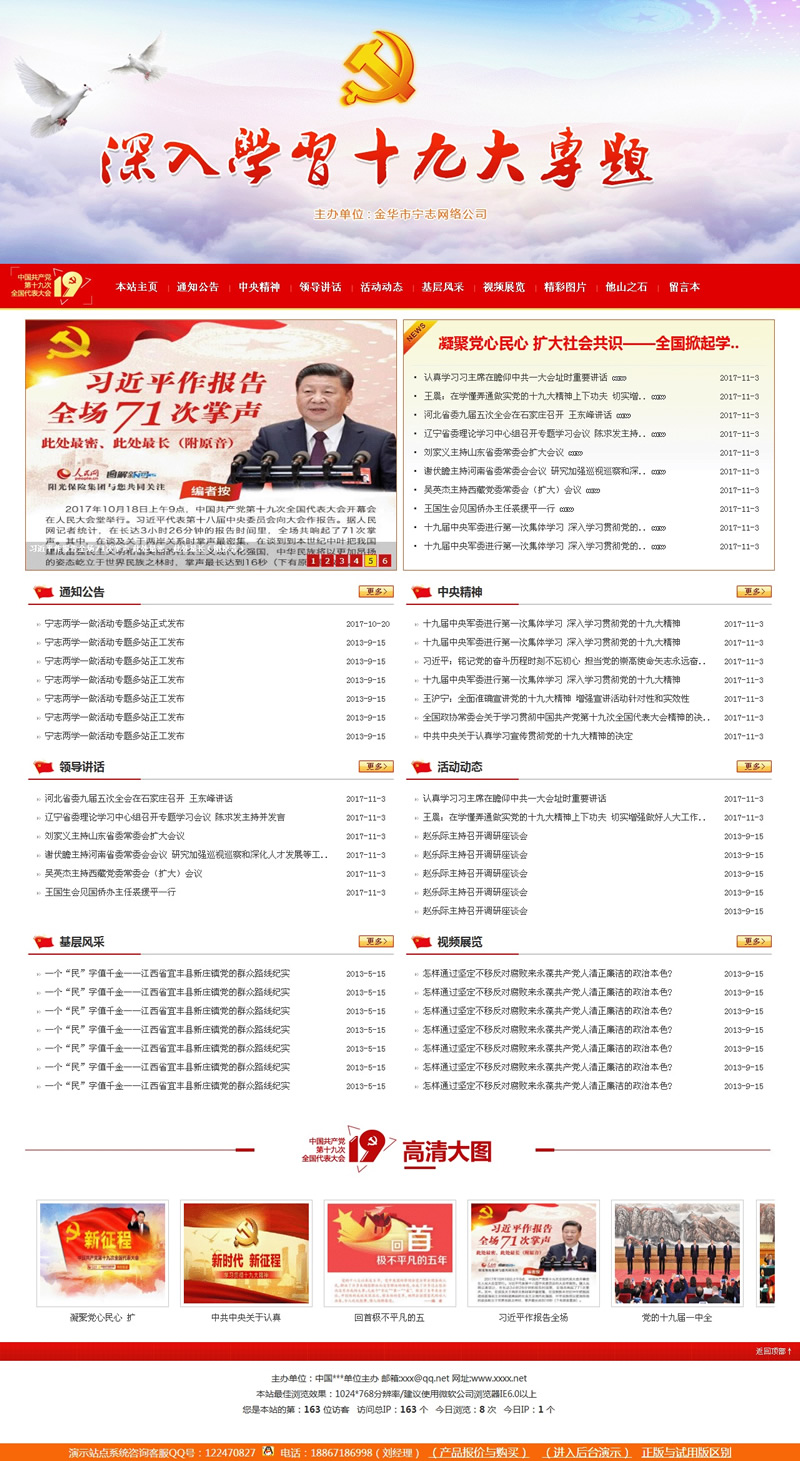 深入學習十九大專題
主办单位：金华市宁志网络公司
中国共产党
第十九次
全国代表大会
19
本站主页 通知公告 中央精神 领导讲话 活动动态 基层风采 视频展览 精彩图片 他山之石 留言本
习近平作报告
全场71次掌声
此处最密、此处最长（附原音）
人民网 图解新闻
阳光保险集团与您共同关注
编者按
2017年10月18日上午9点，中国共产党第十九次全国代表大会开幕会
在人民大会堂举行。习近平代表第十八届中央委员会向大会作报告。据人民
网记者统计，在长达3小时26分钟的报告时间里，全场共响起了71次掌
声。其中，在谈及关于两岸关系时掌声最密集，在谈到到本世纪中叶把我国
的姿态屹立于世界民族之林时，掌声最长达到16秒（下有原
1 2 3 4 5 6
NEWS
凝聚党心民心 扩大社会共识——全国掀起学..
认真学习习主席在瞻仰中共一大会址时重要讲话 2017-11-3
王晨：在学懂弄通做实党的十九大精神上下功夫 切实增.. 2017-11-3
河北省委九届五次全会在石家庄召开 王东峰讲话 2017-11-3
辽宁省委理论学习中心组召开专题学习会议 陈求发主持.. 2017-11-3
刘家义主持山东省委常委会扩大会议 2017-11-3
谢伏瞻主持河南省委常委会会议 研究加强巡视巡察和深.. 2017-11-3
吴英杰主持西藏党委常委会（扩大）会议 2017-11-3
王国生会见国侨办主任裘援平一行 2017-11-3
十九届中央军委进行第一次集体学习 深入学习贯彻党的.. 2017-11-3
十九届中央军委进行第一次集体学习 深入学习贯彻党的.. 2017-11-3
通知公告 更多>
宁志两学一做活动专题多站正式发布 2017-10-20
宁志两学一做活动专题多站正工发布 2013-9-15
宁志两学一做活动专题多站正工发布 2013-9-15
宁志两学一做活动专题多站正工发布 2013-9-15
宁志两学一做活动专题多站正工发布 2013-9-15
宁志两学一做活动专题多站正工发布 2013-9-15
宁志两学一做活动专题多站正工发布 2013-9-15
中央精神 更多>
十九届中央军委进行第一次集体学习 深入学习贯彻党的十九大精神 2017-11-3
十九届中央军委进行第一次集体学习 深入学习贯彻党的十九大精神 2017-11-3
习近平：铭记党的奋斗历程时刻不忘初心 担当党的崇高使命矢志永远奋.. 2017-11-3
十九届中央军委进行第一次集体学习 深入学习贯彻党的十九大精神 2017-11-3
王沪宁：全面准确宣讲党的十九大精神 增强宣讲活动针对性和实效性 2017-11-3
全国政协常委会关于学习贯彻中国共产党第十九次全国代表大会精神的决.. 2017-11-3
中共中央关于认真学习宣传贯彻党的十九大精神的决定 2017-11-3
领导讲话 更多>
河北省委九届五次全会在石家庄召开 王东峰讲话 2017-11-3
辽宁省委理论学习中心组召开专题学习会议 陈求发主持并发言 2017-11-3
刘家义主持山东省委常委会扩大会议 2017-11-3
谢伏瞻主持河南省委常委会会议 研究加强巡视巡察和深化人才发展等工.. 2017-11-3
吴英杰主持西藏党委常委会（扩大）会议 2017-11-3
王国生会见国侨办主任裘援平一行 2017-11-3
活动动态 更多>
认真学习习主席在瞻仰中共一大会址时重要讲话 2017-11-3
王晨：在学懂弄通做实党的十九大精神上下功夫 切实增强做好人大工作.. 2017-11-3
赵乐际主持召开调研座谈会 2013-9-15
赵乐际主持召开调研座谈会 2013-9-15
赵乐际主持召开调研座谈会 2013-9-15
赵乐际主持召开调研座谈会 2013-9-15
赵乐际主持召开调研座谈会 2013-9-15
基层风采 更多>
一个“民”字值千金——江西省宜丰县新庄镇党的群众路线纪实 2013-5-15
一个“民”字值千金——江西省宜丰县新庄镇党的群众路线纪实 2013-5-15
一个“民”字值千金——江西省宜丰县新庄镇党的群众路线纪实 2013-5-15
一个“民”字值千金——江西省宜丰县新庄镇党的群众路线纪实 2013-5-15
一个“民”字值千金——江西省宜丰县新庄镇党的群众路线纪实 2013-5-15
一个“民”字值千金——江西省宜丰县新庄镇党的群众路线纪实 2013-5-15
一个“民”字值千金——江西省宜丰县新庄镇党的群众路线纪实 2013-5-15
视频展览 更多>
怎样通过坚定不移反对腐败来永葆共产党人清正廉洁的政治本色? 2013-9-15
怎样通过坚定不移反对腐败来永葆共产党人清正廉洁的政治本色? 2013-9-15
怎样通过坚定不移反对腐败来永葆共产党人清正廉洁的政治本色? 2013-9-15
怎样通过坚定不移反对腐败来永葆共产党人清正廉洁的政治本色? 2013-9-15
怎样通过坚定不移反对腐败来永葆共产党人清正廉洁的政治本色? 2013-9-15
怎样通过坚定不移反对腐败来永葆共产党人清正廉洁的政治本色? 2013-9-15
怎样通过坚定不移反对腐败来永葆共产党人清正廉洁的政治本色? 2013-9-15
中国共产党
第十九次
全国代表大会
19 高清大图
新征程
新时代 新征程
回首
极不平凡的五年
习近平作报告
全场71次掌声
凝聚党心民心 扩 中共中央关于认真 回首极不平凡的五 习近平作报告全场 党的十九届一中全
返回顶部↑
主办单位：中国***单位主办 邮箱:xxx@qq.net 网址:www.xxxx.net
本站最佳浏览效果：1024*768分辨率/建议使用微软公司浏览器IE6.0以上
您是本站的第：163 位访客 访问总IP：163 个 今日浏览：8 次 今日IP：1 个
演示站点系统咨询客服QQ号：122470827 电话：18867186998（刘经理） （产品报价与购买） （进入后台演示） 正版与试用版区别